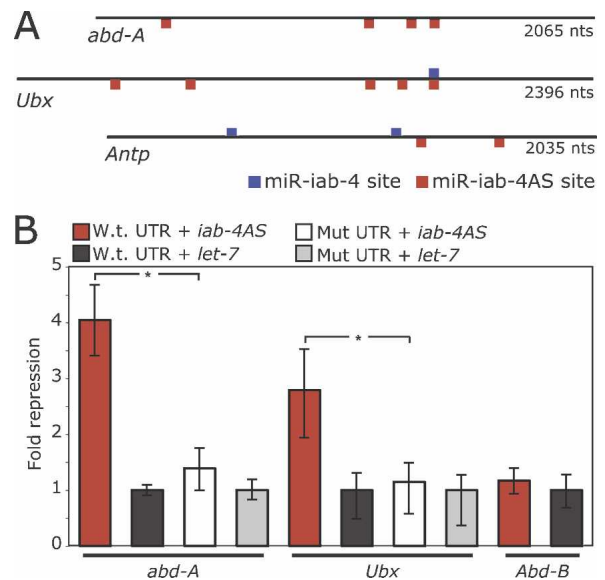 A
abd-A
2065 nts
Ubx
2396 nts
Antp
2035 nts
miR-iab-4 site miR-iab-4AS site
B
W.t. UTR + iab-4AS Mut UTR + iab-4AS
W.t. UTR + let-7 Mut UTR + let-7
5
4
3
2
1
0
Fold repression
*
*
abd-A Ubx Abd-B